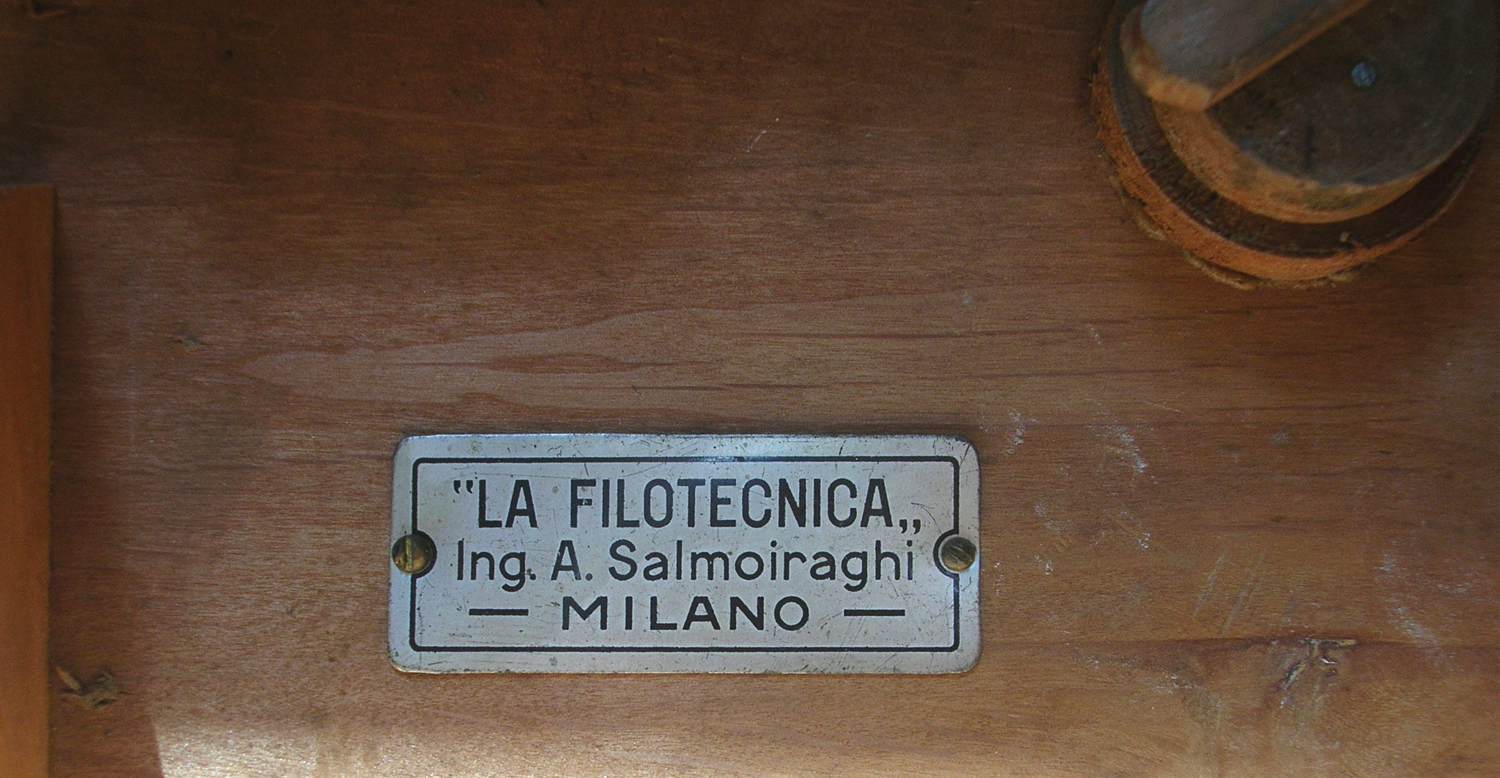 ‟LA FILOTECNICA„
Ing. A. Salmoiraghi
— MILANO —